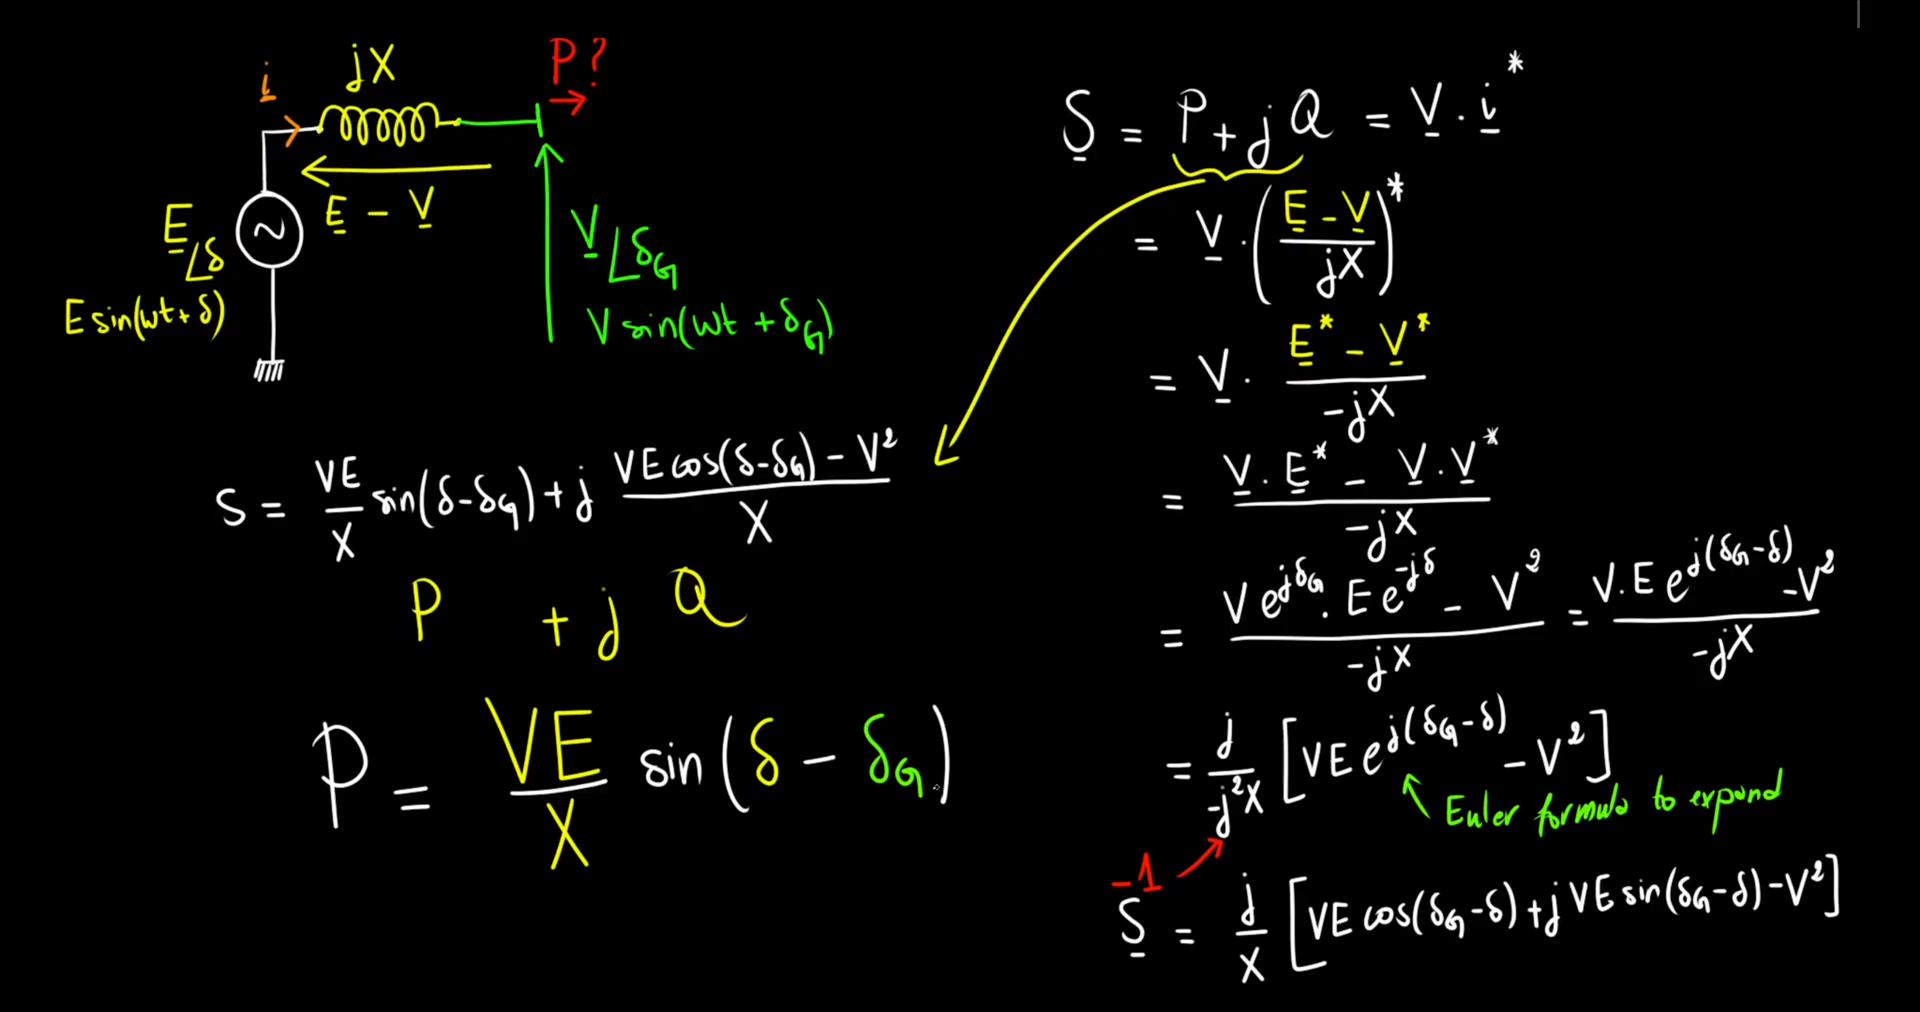 jX
P?
i
E - V
E∠δ
V∠δG
E sin(wt + δ)
V sin(wt + δG)
S = VE/X sin(δ-δG) + j (VE cos(δ-δG) - V²)/X
P + j Q
P = VE/X sin(δ - δG)
S = P + jQ = V · i*
= V · ((E - V)/jX)*
= V · (E* - V*)/(-jX)
= (V · E* - V · V*)/(-jX)
= (V e^{jδG} · E e^{-jδ} - V²)/(-jX) = (V.E e^{j(δG-δ)} - V²)/(-jX)
= j/(-j²X) [VE e^{j(δG-δ)} - V²]
Euler formula to expand
-1
S = j/X [VE cos(δG-δ) + j VE sin(δG-δ) - V²]